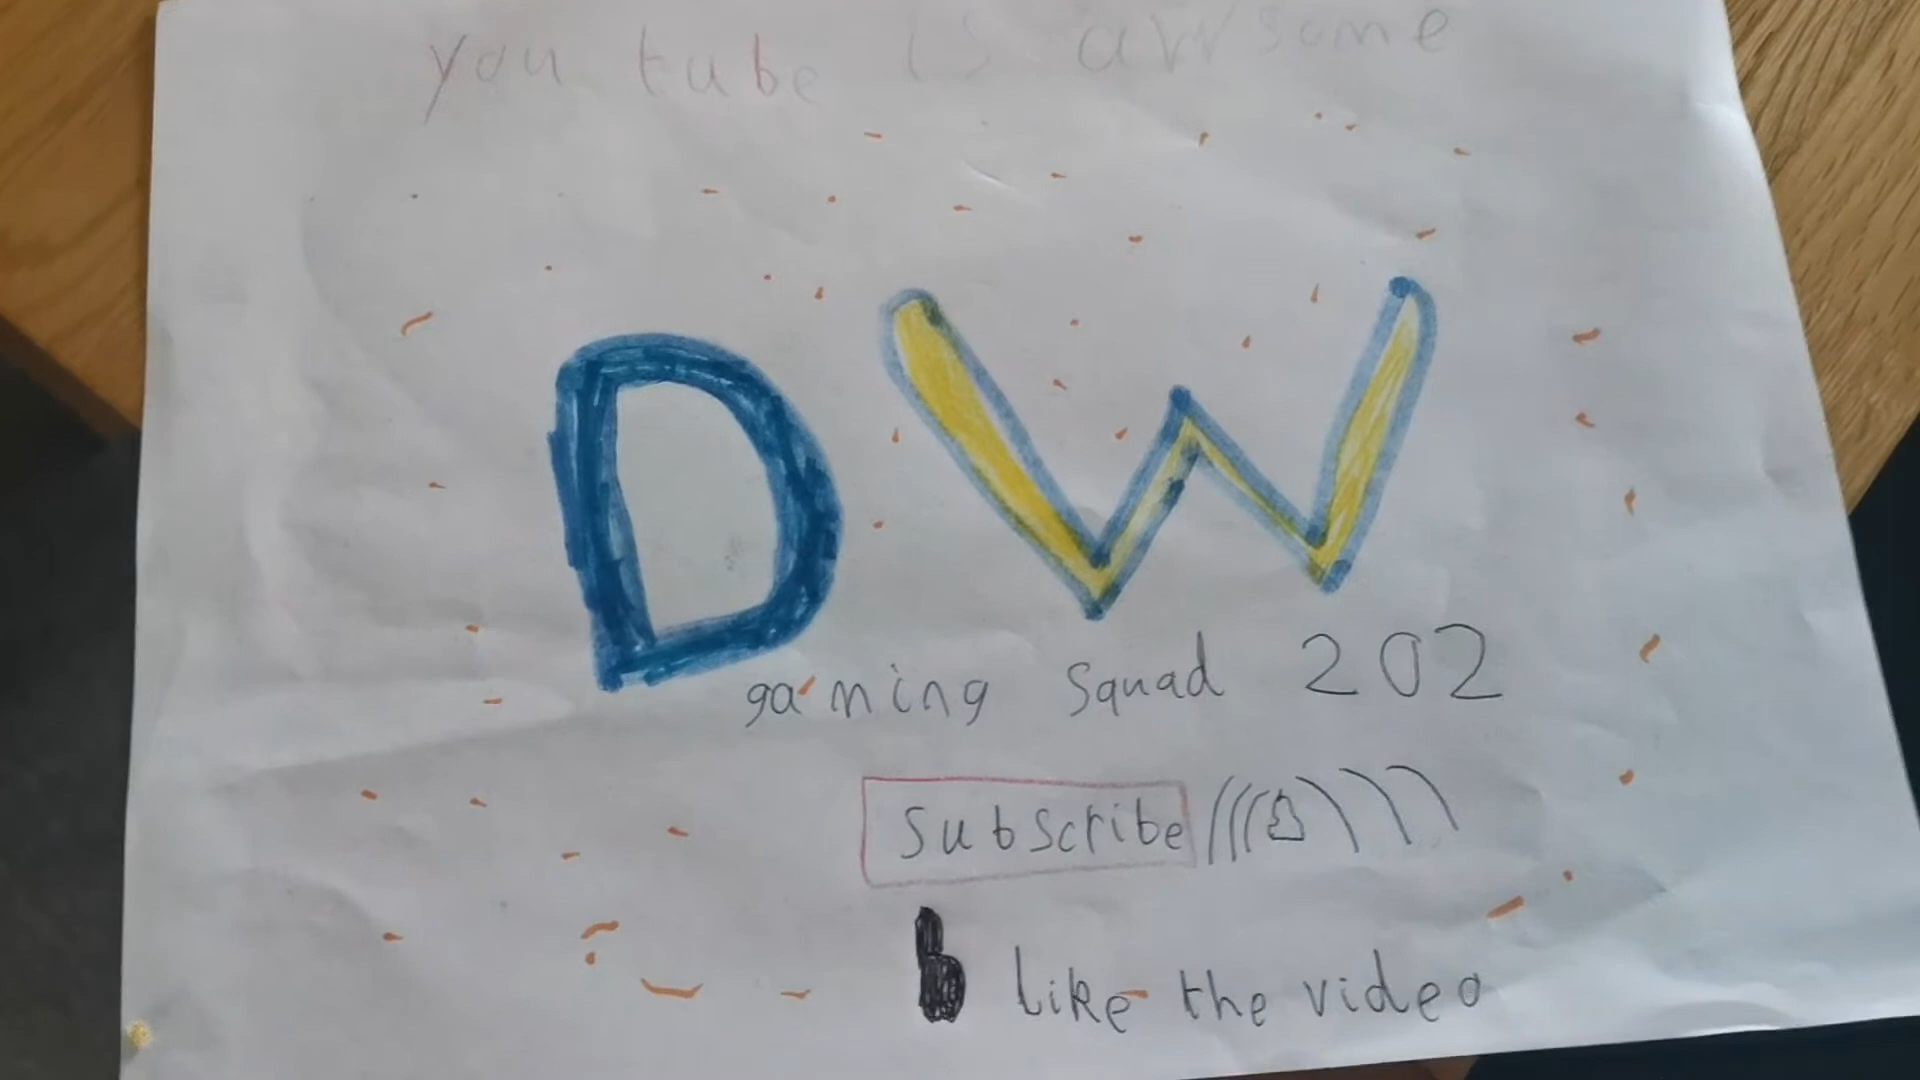 you tube is awsome
DW
gaming squad 202
subscribe
like the video